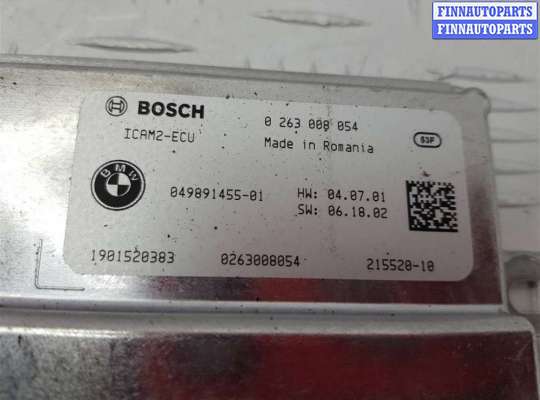 FINNAUTOPARTS
FINNAUTOPARTS
BOSCH
0 263 008 054
ICAM2-ECU
Made in Romania
53F
BMW
049891455-01
HW: 04.07.01
SW: 06.18.02
1901520383
0263008054
215520-10